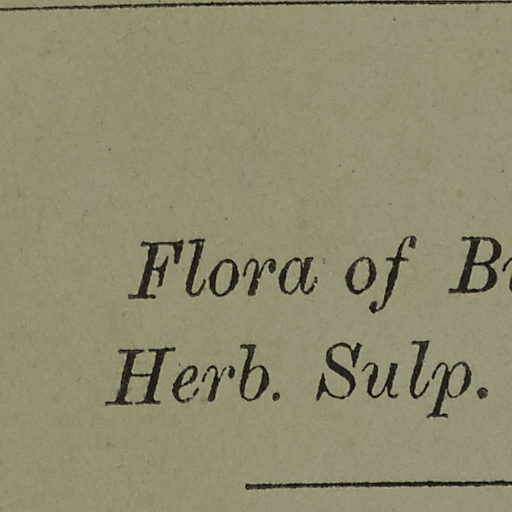 Flora of
Herb. Sulp.